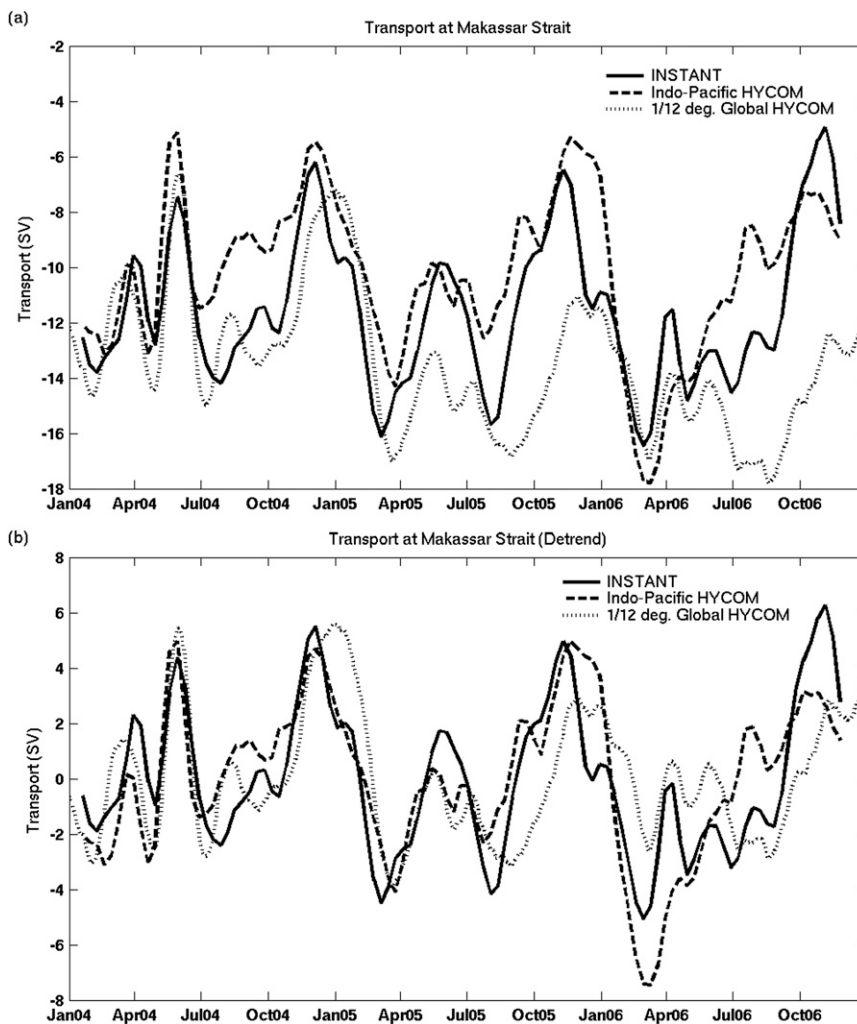 (a)
Transport at Makassar Strait
INSTANT
Indo-Pacific HYCOM
1/12 deg. Global HYCOM
Transport (SV)
-2
-4
-6
-8
-10
-12
-14
-16
-18
Jan04 Apr04 Jul04 Oct04 Jan05 Apr05 Jul05 Oct05 Jan06 Apr06 Jul06 Oct06
(b)
Transport at Makassar Strait (Detrend)
INSTANT
Indo-Pacific HYCOM
1/12 deg. Global HYCOM
Transport (SV)
8
6
4
2
0
-2
-4
-6
-8
Jan04 Apr04 Jul04 Oct04 Jan05 Apr05 Jul05 Oct05 Jan06 Apr06 Jul06 Oct06